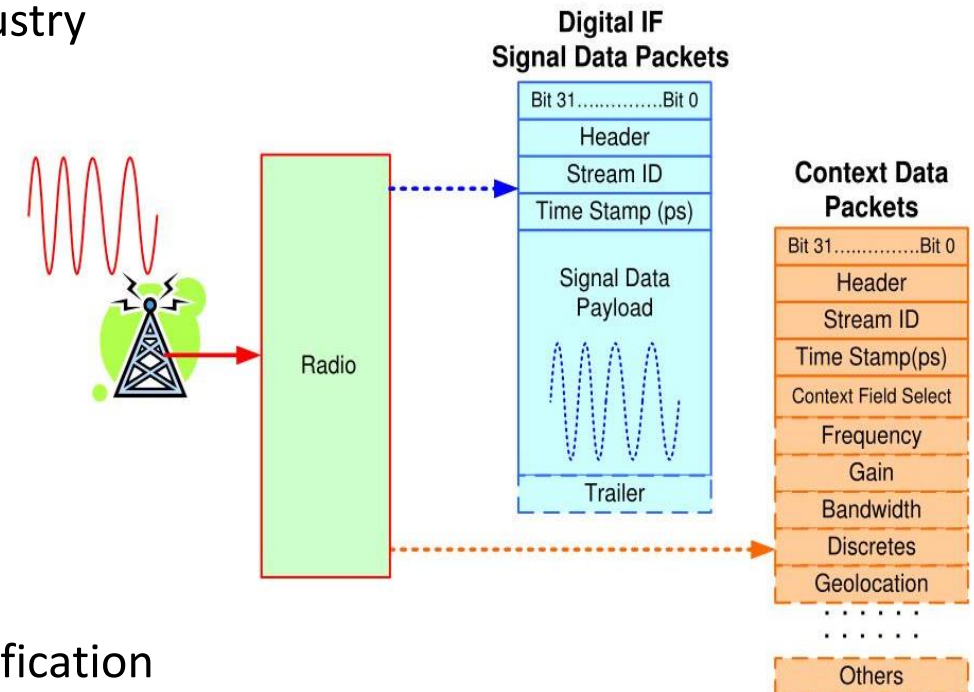 ustry
Digital IF
Signal Data Packets
Bit 31...............Bit 0
Header
Stream ID
Time Stamp (ps)
Signal Data
Payload
Trailer
Radio
Context Data
Packets
Bit 31...............Bit 0
Header
Stream ID
Time Stamp(ps)
Context Field Select
Frequency
Gain
Bandwidth
Discretes
Geolocation
. . . . . .
. . . . . .
Others
fication